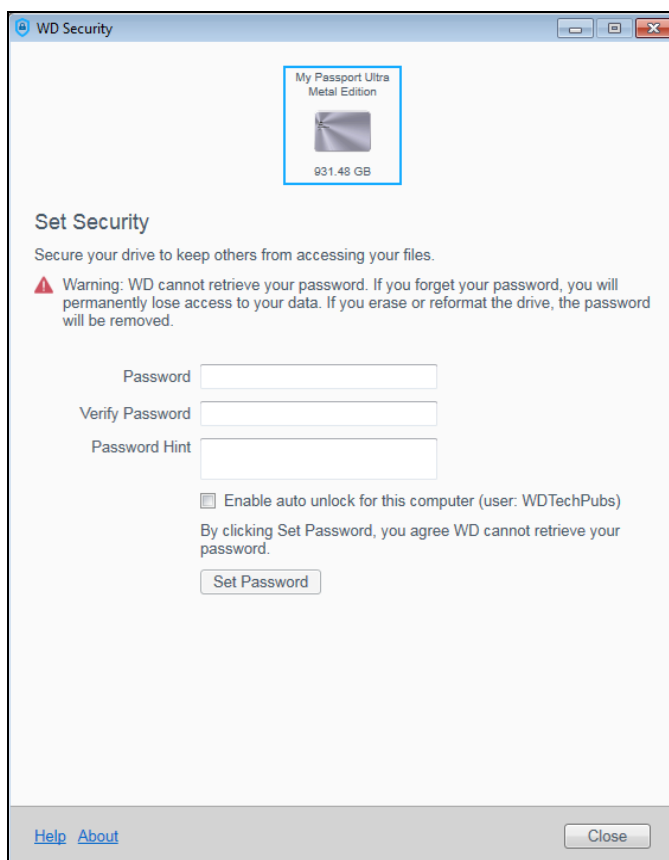 WD Security
My Passport Ultra
Metal Edition
931.48 GB
Set Security
Secure your drive to keep others from accessing your files.
Warning: WD cannot retrieve your password. If you forget your password, you will
permanently lose access to your data. If you erase or reformat the drive, the password
will be removed.
Password
Verify Password
Password Hint
Enable auto unlock for this computer (user: WDTechPubs)
By clicking Set Password, you agree WD cannot retrieve your
password.
Set Password
Help About
Close